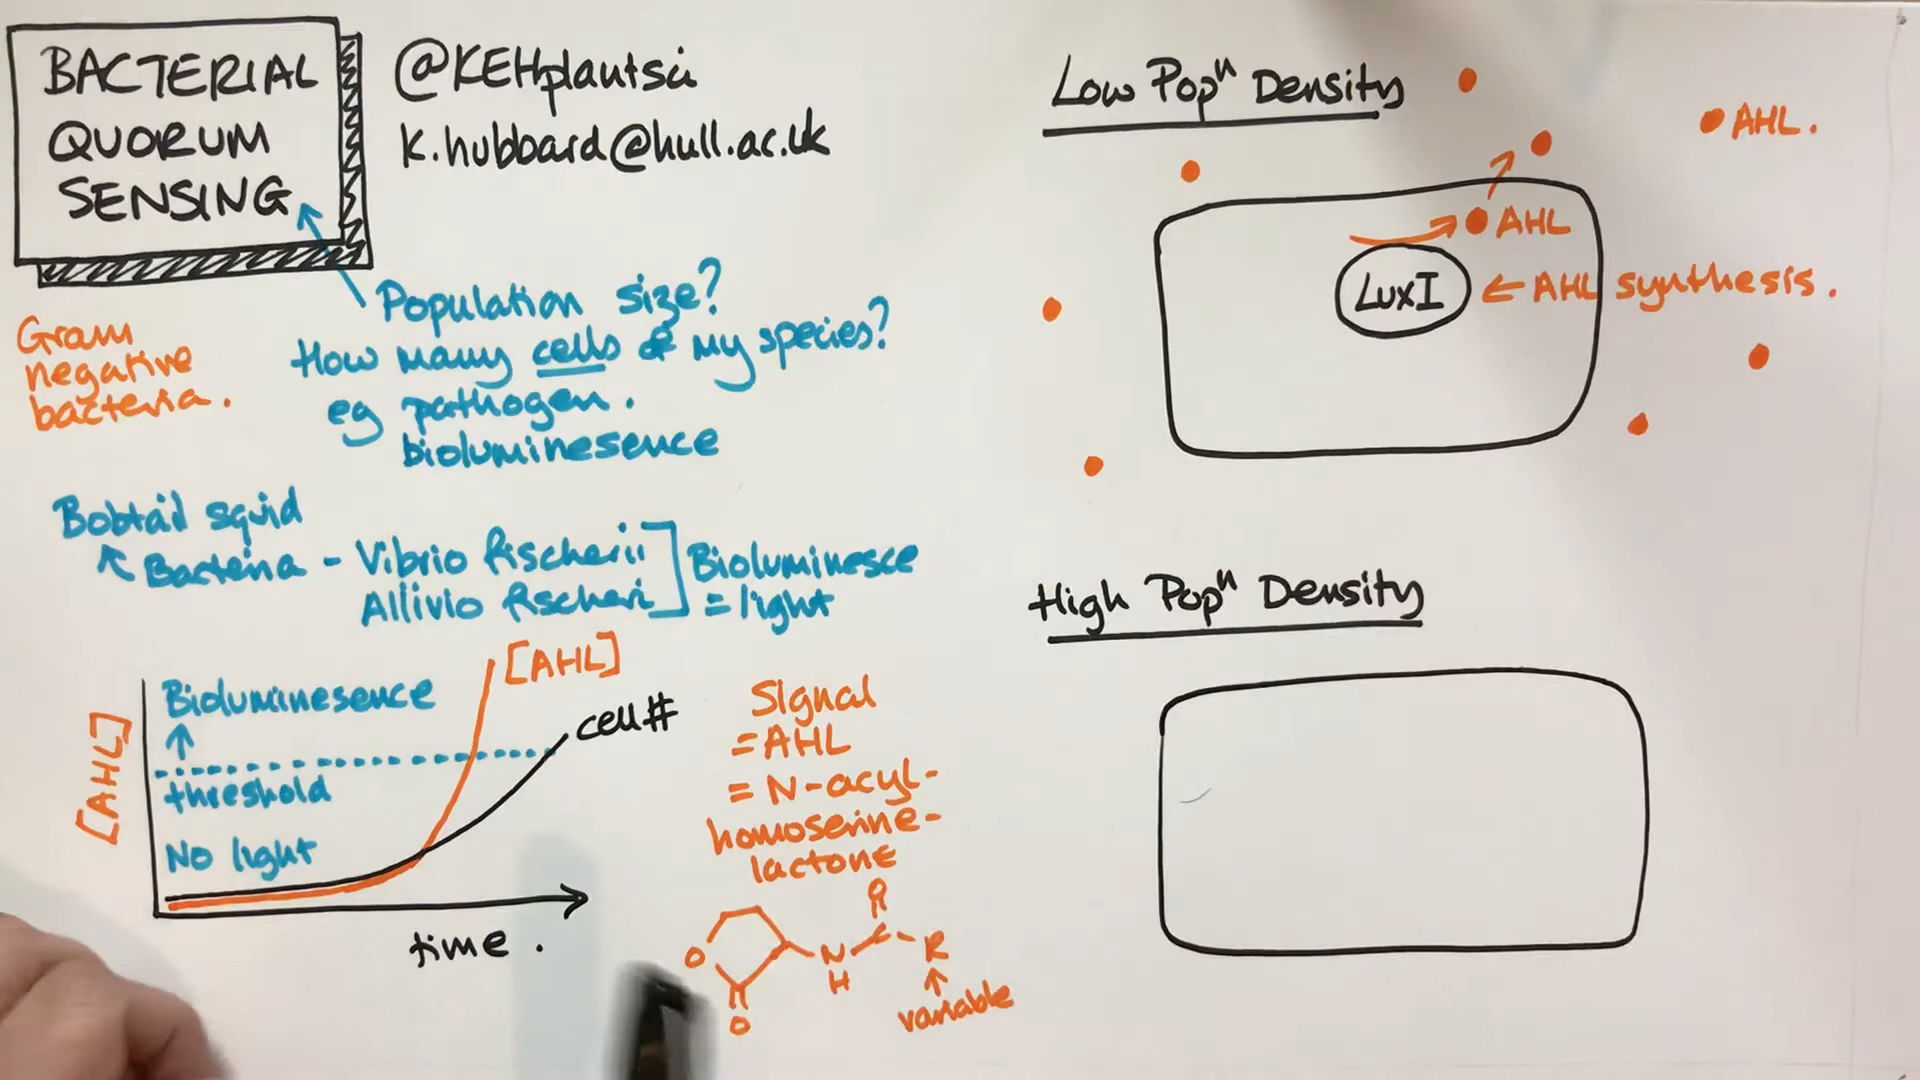 BACTERIAL
QUORUM
SENSING
@KEHplantsci
k.hubbard@hull.ac.uk
Gram
negative
bacteria.
Population size?
How many cells of my species?
eg pathogen.
bioluminesence
Bobtail squid
Bacteria - Vibrio fischerii
Allivio fischeri
Bioluminesce
= light
[AHL]
Bioluminesence
threshold
No light
[AHL]
cell #
time.
Signal
= AHL
= N-acyl-
homoserine-
lactone
O
N
H
C
O
R
O
variable
Low Popⁿ Density
AHL.
AHL
LuxI
← AHL synthesis.
High Popⁿ Density